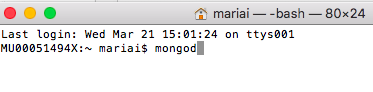 mariai — -bash — 80×24
Last login: Wed Mar 21 15:01:24 on ttys001
MU00051494X:~ mariai$ mongod